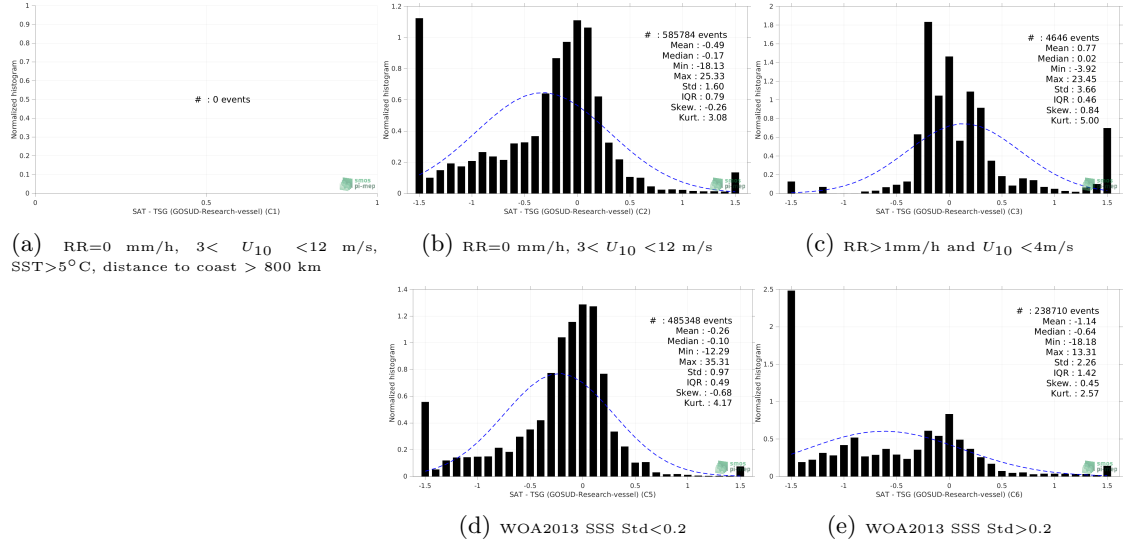 1
0.9
0.8
0.7
0.6
0.5
0.4
0.3
0.2
0.1
0
Normalized histogram
# : 0 events
smos
pi-mep
0 0.5 1
SAT - TSG (GOSUD-Research-vessel) (C1)
(a) RR=0 mm/h, 3< U10 <12 m/s,
SST>5°C, distance to coast > 800 km
1.2
1
0.8
0.6
0.4
0.2
0
Normalized histogram
# : 585784 events
Mean : -0.49
Median : -0.17
Min : -18.13
Max : 25.33
Std : 1.60
IQR : 0.79
Skew. : -0.26
Kurt. : 3.08
smos
pi-mep
-1.5 -1 -0.5 0 0.5 1 1.5
SAT - TSG (GOSUD-Research-vessel) (C2)
(b) RR=0 mm/h, 3< U10 <12 m/s
2
1.8
1.6
1.4
1.2
1
0.8
0.6
0.4
0.2
0
Normalized histogram
# : 4646 events
Mean : 0.77
Median : 0.02
Min : -3.92
Max : 23.45
Std : 3.66
IQR : 0.46
Skew. : 0.84
Kurt. : 5.00
smos
pi-mep
-1.5 -1 -0.5 0 0.5 1 1.5
SAT - TSG (GOSUD-Research-vessel) (C3)
(c) RR>1mm/h and U10 <4m/s
1.4
1.2
1
0.8
0.6
0.4
0.2
0
Normalized histogram
# : 485348 events
Mean : -0.26
Median : -0.10
Min : -12.29
Max : 35.31
Std : 0.97
IQR : 0.49
Skew. : -0.68
Kurt. : 4.17
smos
pi-mep
-1.5 -1 -0.5 0 0.5 1 1.5
SAT - TSG (GOSUD-Research-vessel) (C5)
(d) WOA2013 SSS Std<0.2
2.5
2
1.5
1
0.5
0
Normalized histogram
# : 238710 events
Mean : -1.14
Median : -0.64
Min : -18.18
Max : 13.31
Std : 2.26
IQR : 1.42
Skew. : 0.45
Kurt. : 2.57
smos
pi-mep
-1.5 -1 -0.5 0 0.5 1 1.5
SAT - TSG (GOSUD-Research-vessel) (C6)
(e) WOA2013 SSS Std>0.2